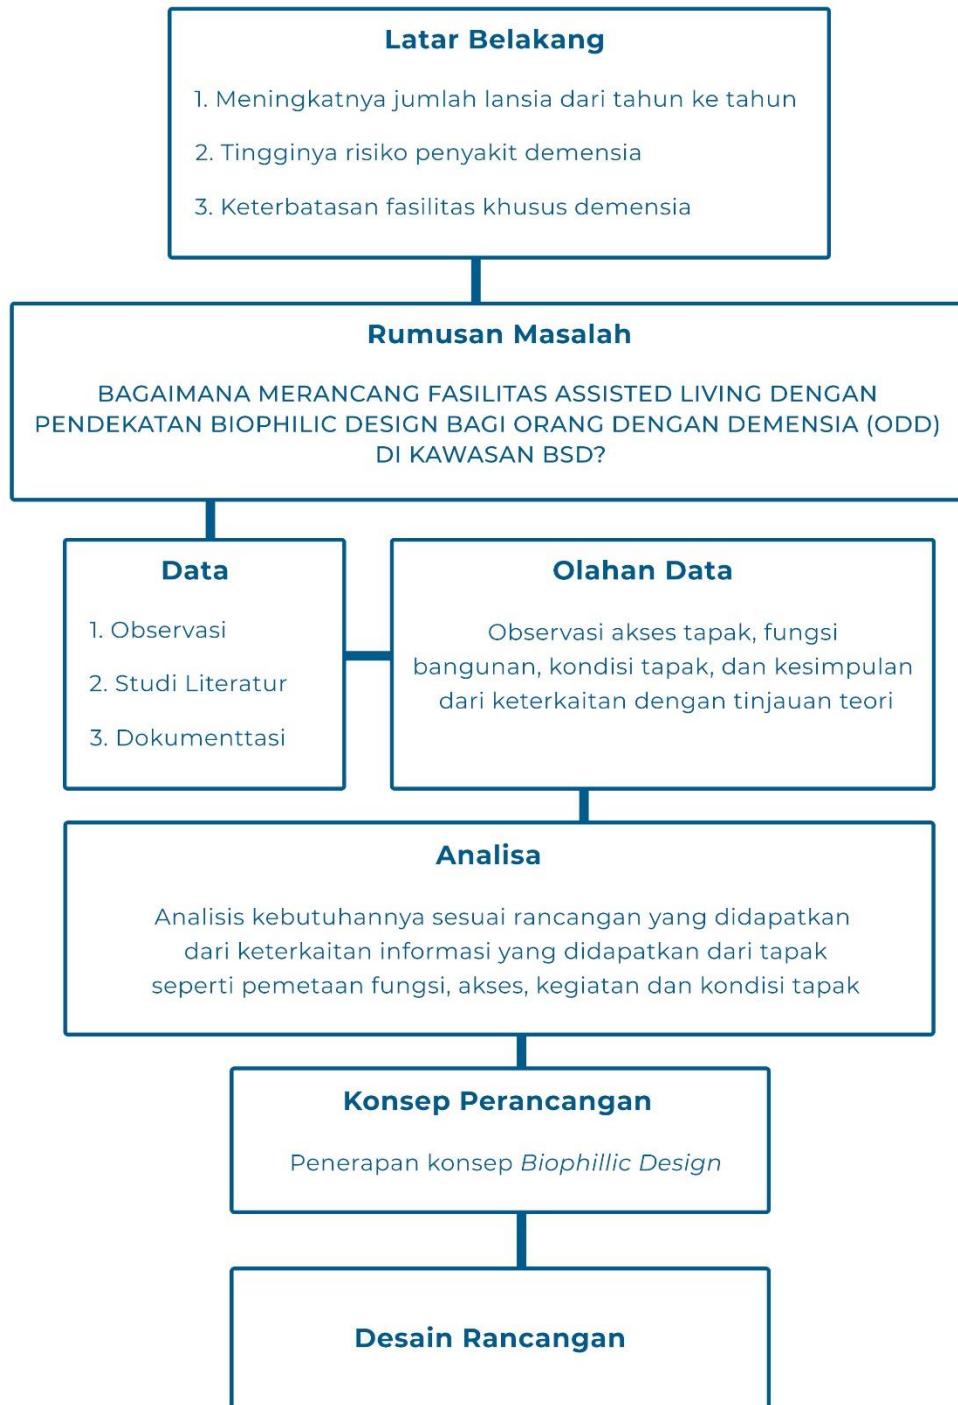 Latar Belakang
1. Meningkatnya jumlah lansia dari tahun ke tahun
2. Tingginya risiko penyakit demensia
3. Keterbatasan fasilitas khusus demensia
Rumusan Masalah
BAGAIMANA MERANCANG FASILITAS ASSISTED LIVING DENGAN
PENDEKATAN BIOPHILIC DESIGN BAGI ORANG DENGAN DEMENSIA (ODD)
DI KAWASAN BSD?
Data
1. Observasi
2. Studi Literatur
3. Dokumenttasi
Olahan Data
Observasi akses tapak, fungsi
bangunan, kondisi tapak, dan kesimpulan
dari keterkaitan dengan tinjauan teori
Analisa
Analisis kebutuhannya sesuai rancangan yang didapatkan
dari keterkaitan informasi yang didapatkan dari tapak
seperti pemetaan fungsi, akses, kegiatan dan kondisi tapak
Konsep Perancangan
Penerapan konsep Biophillic Design
Desain Rancangan